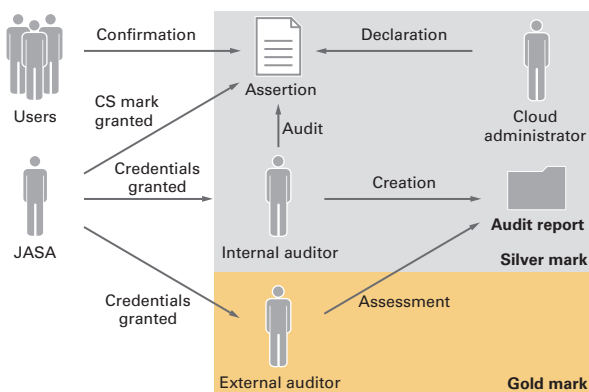 Confirmation
Declaration
Users
CS mark
granted
Assertion
Cloud
administrator
Audit
Credentials
granted
Creation
JASA
Internal auditor
Audit report
Silver mark
Credentials
granted
Assessment
External auditor
Gold mark